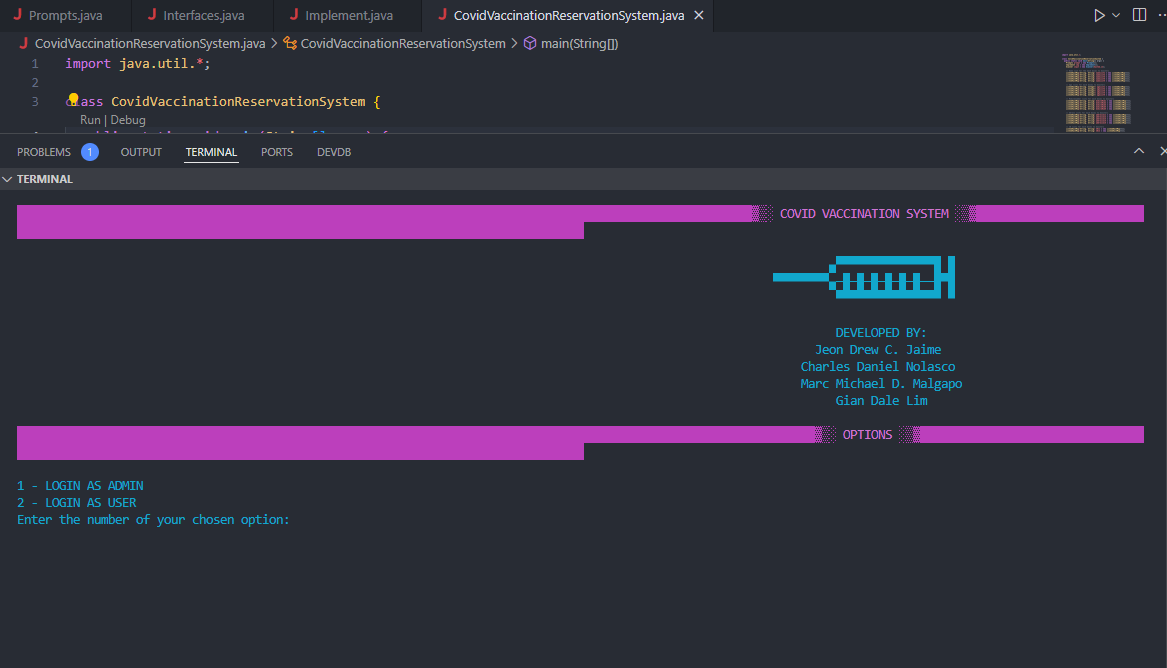 Prompts.java Interfaces.java Implement.java CovidVaccinationReservationSystem.java
CovidVaccinationReservationSystem.java > CovidVaccinationReservationSystem > main(String[])
1 import java.util.*;
2
3 class CovidVaccinationReservationSystem {
Run | Debug
PROBLEMS 1 OUTPUT TERMINAL PORTS DEVDB
TERMINAL
COVID VACCINATION SYSTEM
DEVELOPED BY:
Jeon Drew C. Jaime
Charles Daniel Nolasco
Marc Michael D. Malgapo
Gian Dale Lim
OPTIONS
1 - LOGIN AS ADMIN
2 - LOGIN AS USER
Enter the number of your chosen option: